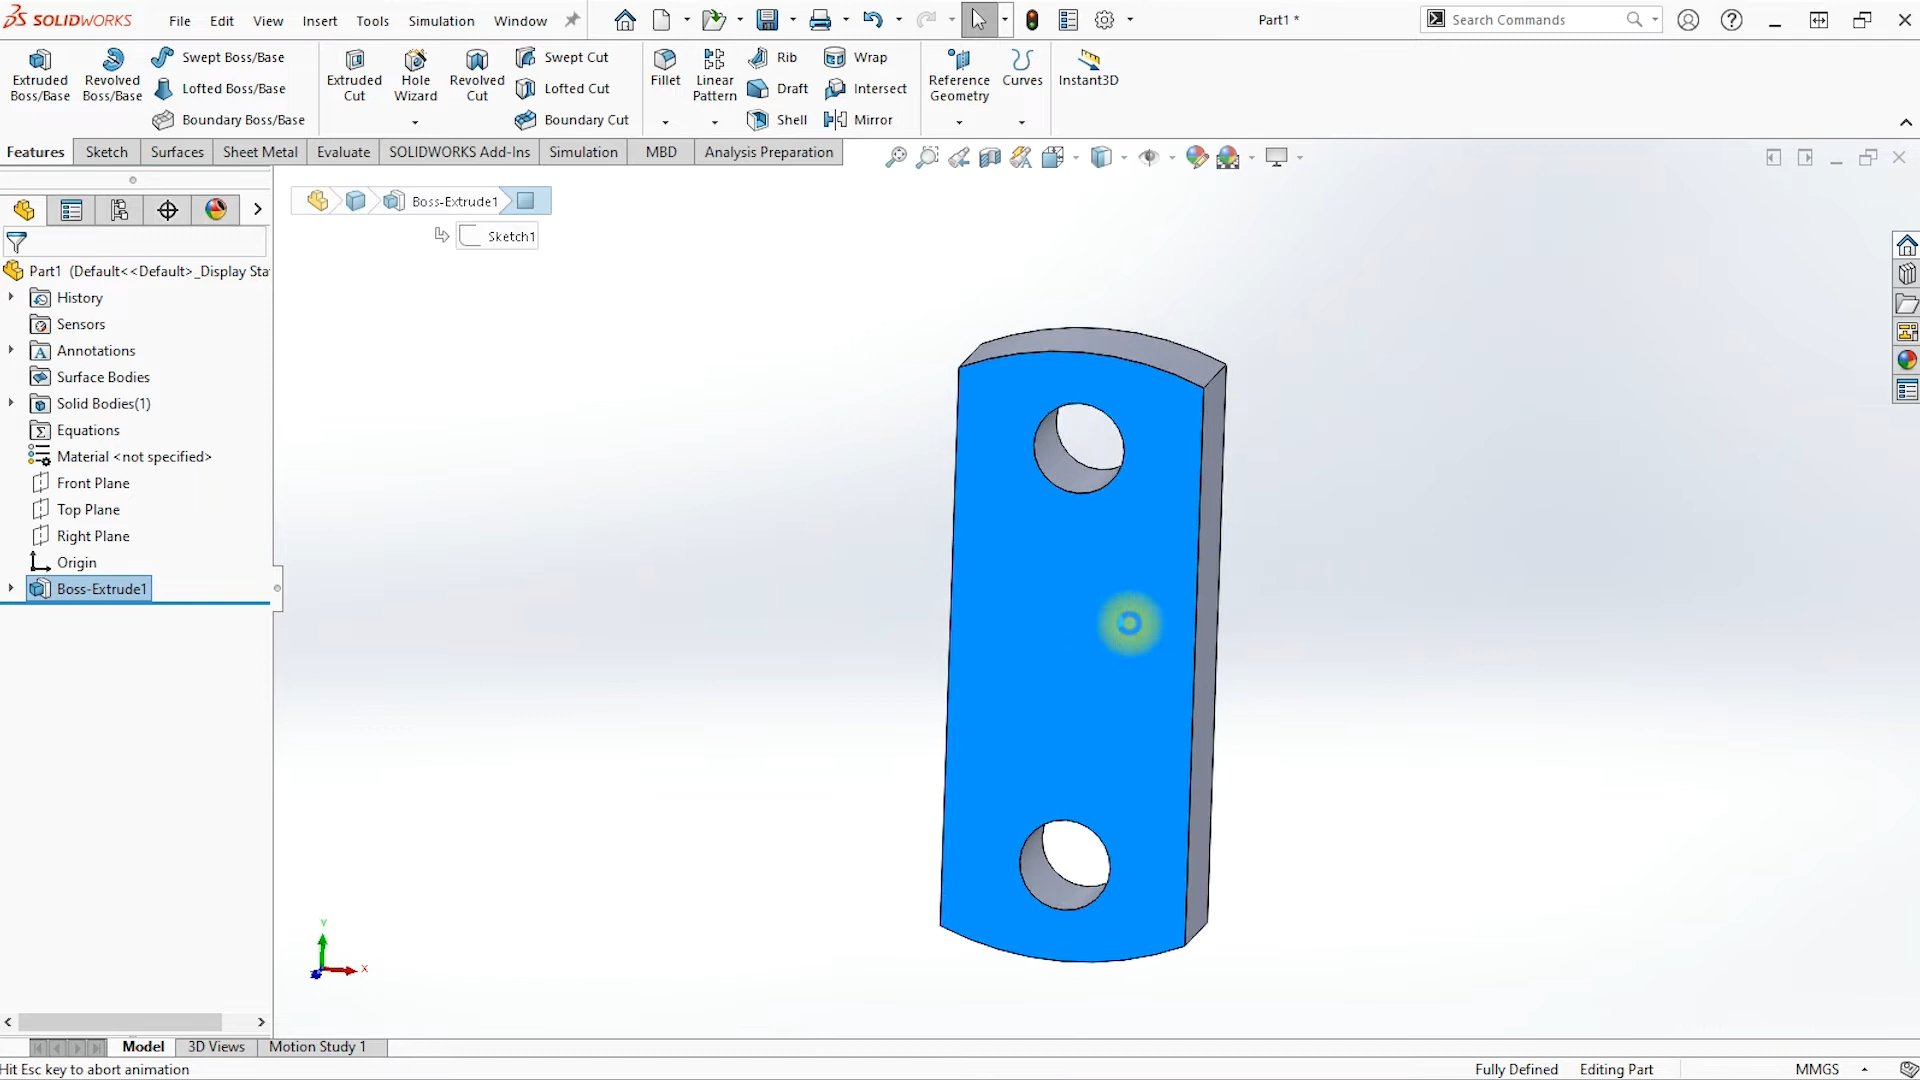 SOLIDWORKS File Edit View Insert Tools Simulation Window Part1 * Search Commands
Extruded Boss/Base
Revolved Boss/Base
Swept Boss/Base
Lofted Boss/Base
Boundary Boss/Base
Extruded Cut
Hole Wizard
Revolved Cut
Swept Cut
Lofted Cut
Boundary Cut
Fillet
Linear Pattern
Rib
Draft
Shell
Wrap
Intersect
Mirror
Reference Geometry
Curves
Instant3D
Features Sketch Surfaces Sheet Metal Evaluate SOLIDWORKS Add-Ins Simulation MBD Analysis Preparation
Boss-Extrude1
Sketch1
Part1 (Default<<Default>_Display Sta
History
Sensors
Annotations
Surface Bodies
Solid Bodies(1)
Equations
Material <not specified>
Front Plane
Top Plane
Right Plane
Origin
Boss-Extrude1
Y
X
Model 3D Views Motion Study 1
Hit Esc key to abort animation Fully Defined Editing Part MMGS